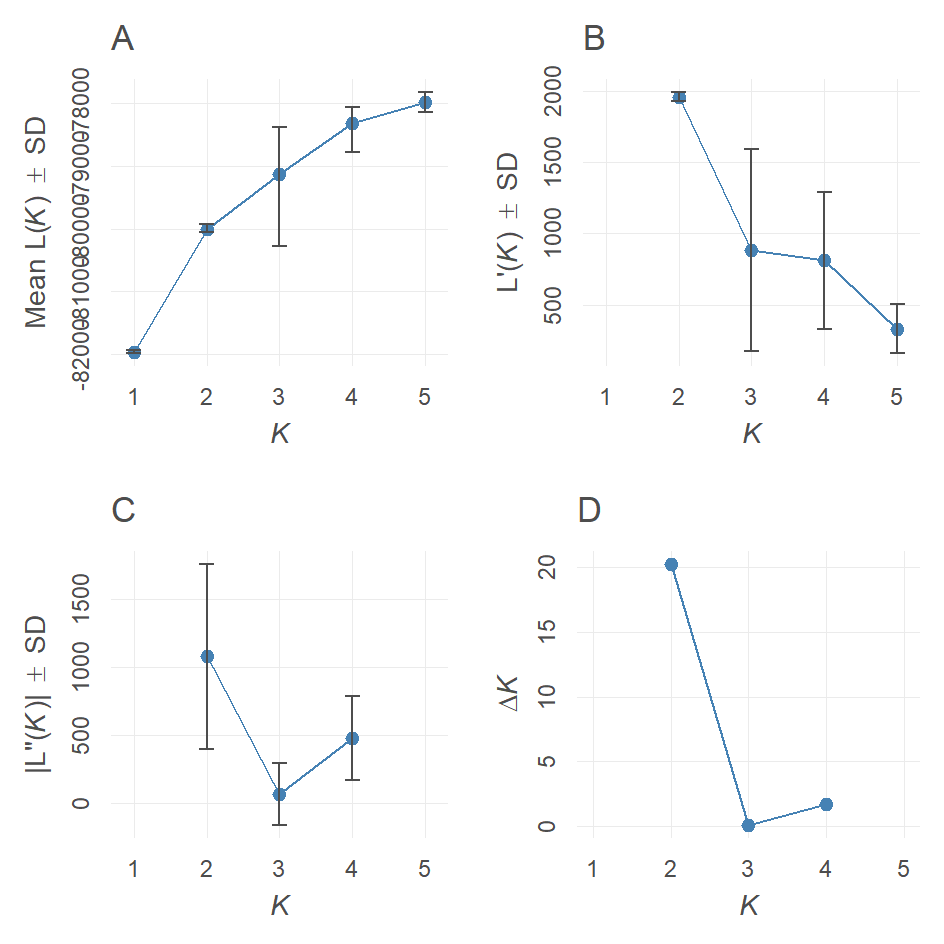 A
Mean L(K) ± SD
-82000
-81000
-80000
-79000
-78000
1 2 3 4 5
K
B
L'(K) ± SD
500
1000
1500
2000
1 2 3 4 5
K
C
|L"(K)| ± SD
0
500
1000
1500
1 2 3 4 5
K
D
ΔK
0
5
10
15
20
1 2 3 4 5
K